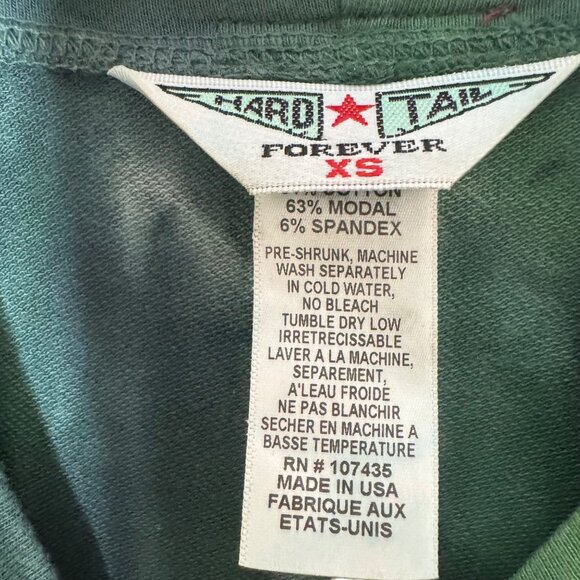 HARD TAIL
FOREVER
XS
COTTON
63% MODAL
6% SPANDEX
PRE-SHRUNK, MACHINE
WASH SEPARATELY
IN COLD WATER,
NO BLEACH
TUMBLE DRY LOW
IRRETRECISSABLE
LAVER A LA MACHINE,
SEPAREMENT,
A'LEAU FROIDE
NE PAS BLANCHIR
SECHER EN MACHINE A
BASSE TEMPERATURE
RN # 107435
MADE IN USA
FABRIQUE AUX
ETATS-UNIS